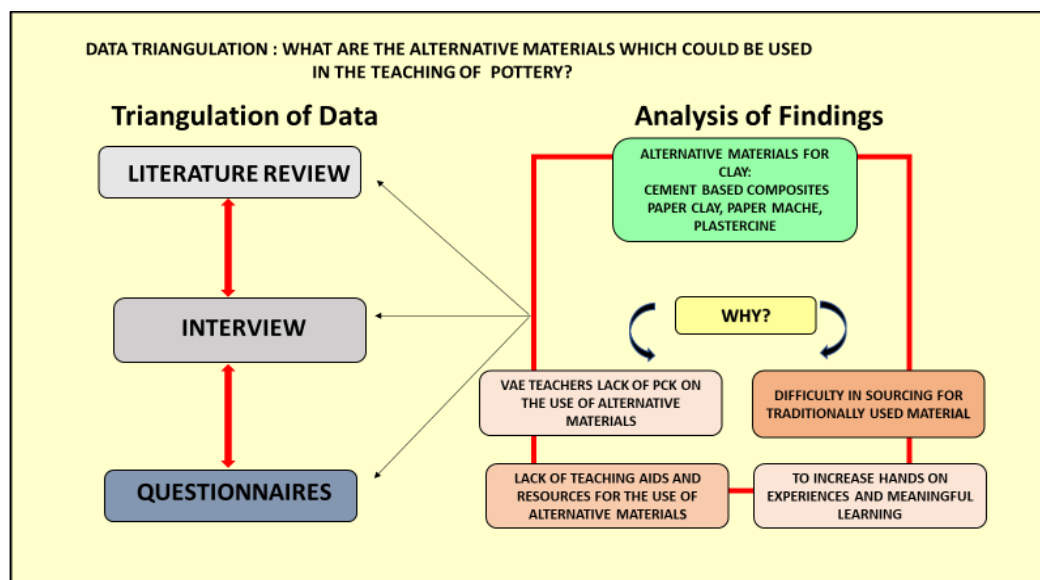 DATA TRIANGULATION : WHAT ARE THE ALTERNATIVE MATERIALS WHICH COULD BE USED
IN THE TEACHING OF POTTERY?
Triangulation of Data
LITERATURE REVIEW
INTERVIEW
QUESTIONNAIRES
Analysis of Findings
ALTERNATIVE MATERIALS FOR
CLAY:
CEMENT BASED COMPOSITES
PAPER CLAY, PAPER MACHE,
PLASTERCINE
WHY?
VAE TEACHERS LACK OF PCK ON
THE USE OF ALTERNATIVE
MATERIALS
DIFFICULTY IN SOURCING FOR
TRADITIONALLY USED MATERIAL
LACK OF TEACHING AIDS AND
RESOURCES FOR THE USE OF
ALTERNATIVE MATERIALS
TO INCREASE HANDS ON
EXPERIENCES AND MEANINGFUL
LEARNING